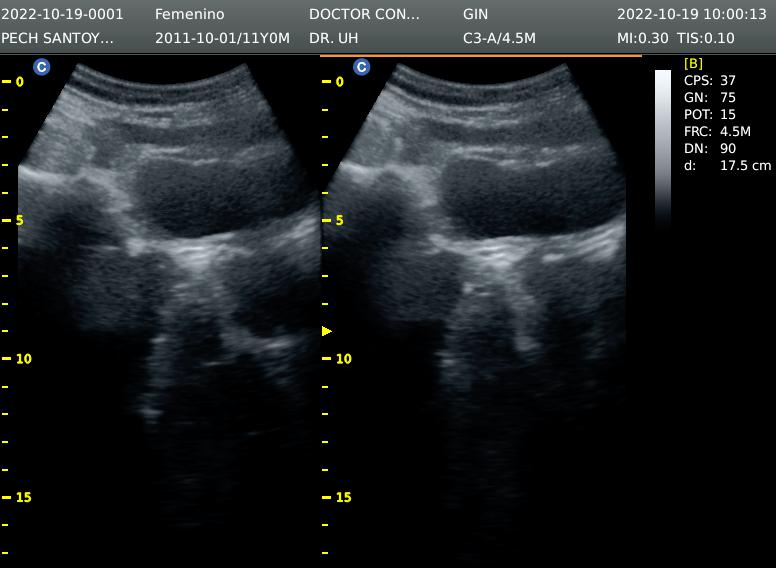 2022-10-19-0001 Femenino DOCTOR CON... GIN 2022-10-19 10:00:13
PECH SANTOY... 2011-10-01/11Y0M DR. UH C3-A/4.5M MI:0.30 TIS:0.10
C C [B]
0 0 CPS: 37
GN: 75
POT: 15
FRC: 4.5M
DN: 90
d: 17.5 cm
5 5
10 10
15 15